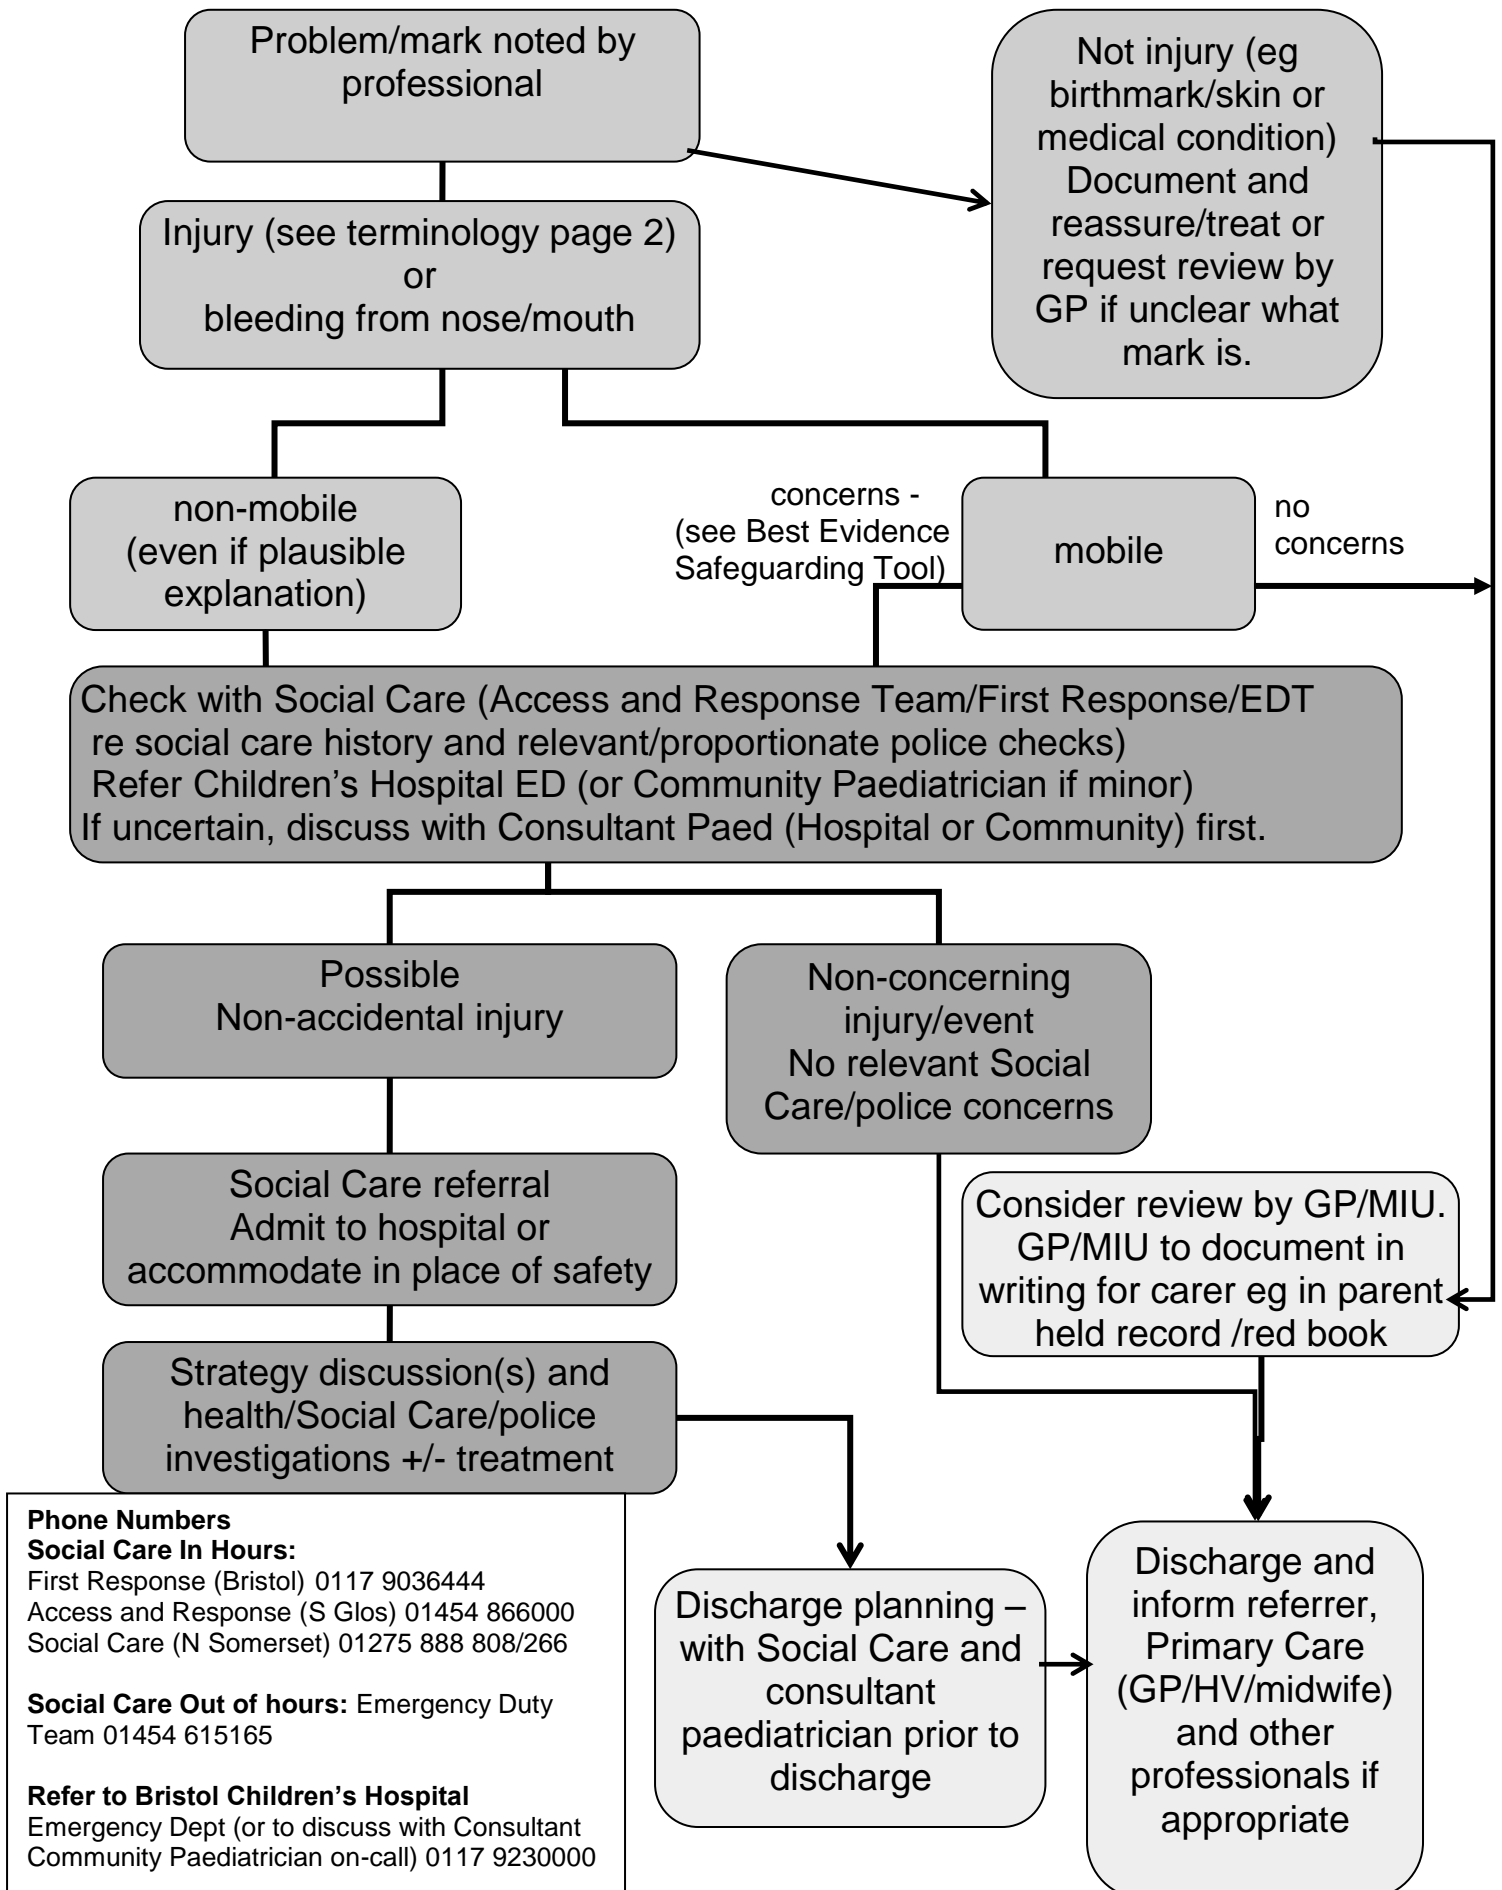 Problem/mark noted by
professional
Not injury (eg
birthmark/skin or
medical condition)
Document and
reassure/treat or
request review by
GP if unclear what
mark is.
Injury (see terminology page 2)
or
bleeding from nose/mouth
non-mobile
(even if plausible
explanation)
concerns -
(see Best Evidence
Safeguarding Tool)
mobile
no
concerns
Check with Social Care (Access and Response Team/First Response/EDT
re social care history and relevant/proportionate police checks)
Refer Children's Hospital ED (or Community Paediatrician if minor)
If uncertain, discuss with Consultant Paed (Hospital or Community) first.
Possible
Non-accidental injury
Non-concerning
injury/event
No relevant Social
Care/police concerns
Social Care referral
Admit to hospital or
accommodate in place of safety
Consider review by GP/MIU.
GP/MIU to document in
writing for carer eg in parent
held record /red book
Strategy discussion(s) and
health/Social Care/police
investigations +/- treatment
Phone Numbers
Social Care In Hours:
First Response (Bristol) 0117 9036444
Access and Response (S Glos) 01454 866000
Social Care (N Somerset) 01275 888 808/266
Social Care Out of hours: Emergency Duty
Team 01454 615165
Refer to Bristol Children's Hospital
Emergency Dept (or to discuss with Consultant
Community Paediatrician on-call) 0117 9230000
Discharge planning –
with Social Care and
consultant
paediatrician prior to
discharge
Discharge and
inform referrer,
Primary Care
(GP/HV/midwife)
and other
professionals if
appropriate